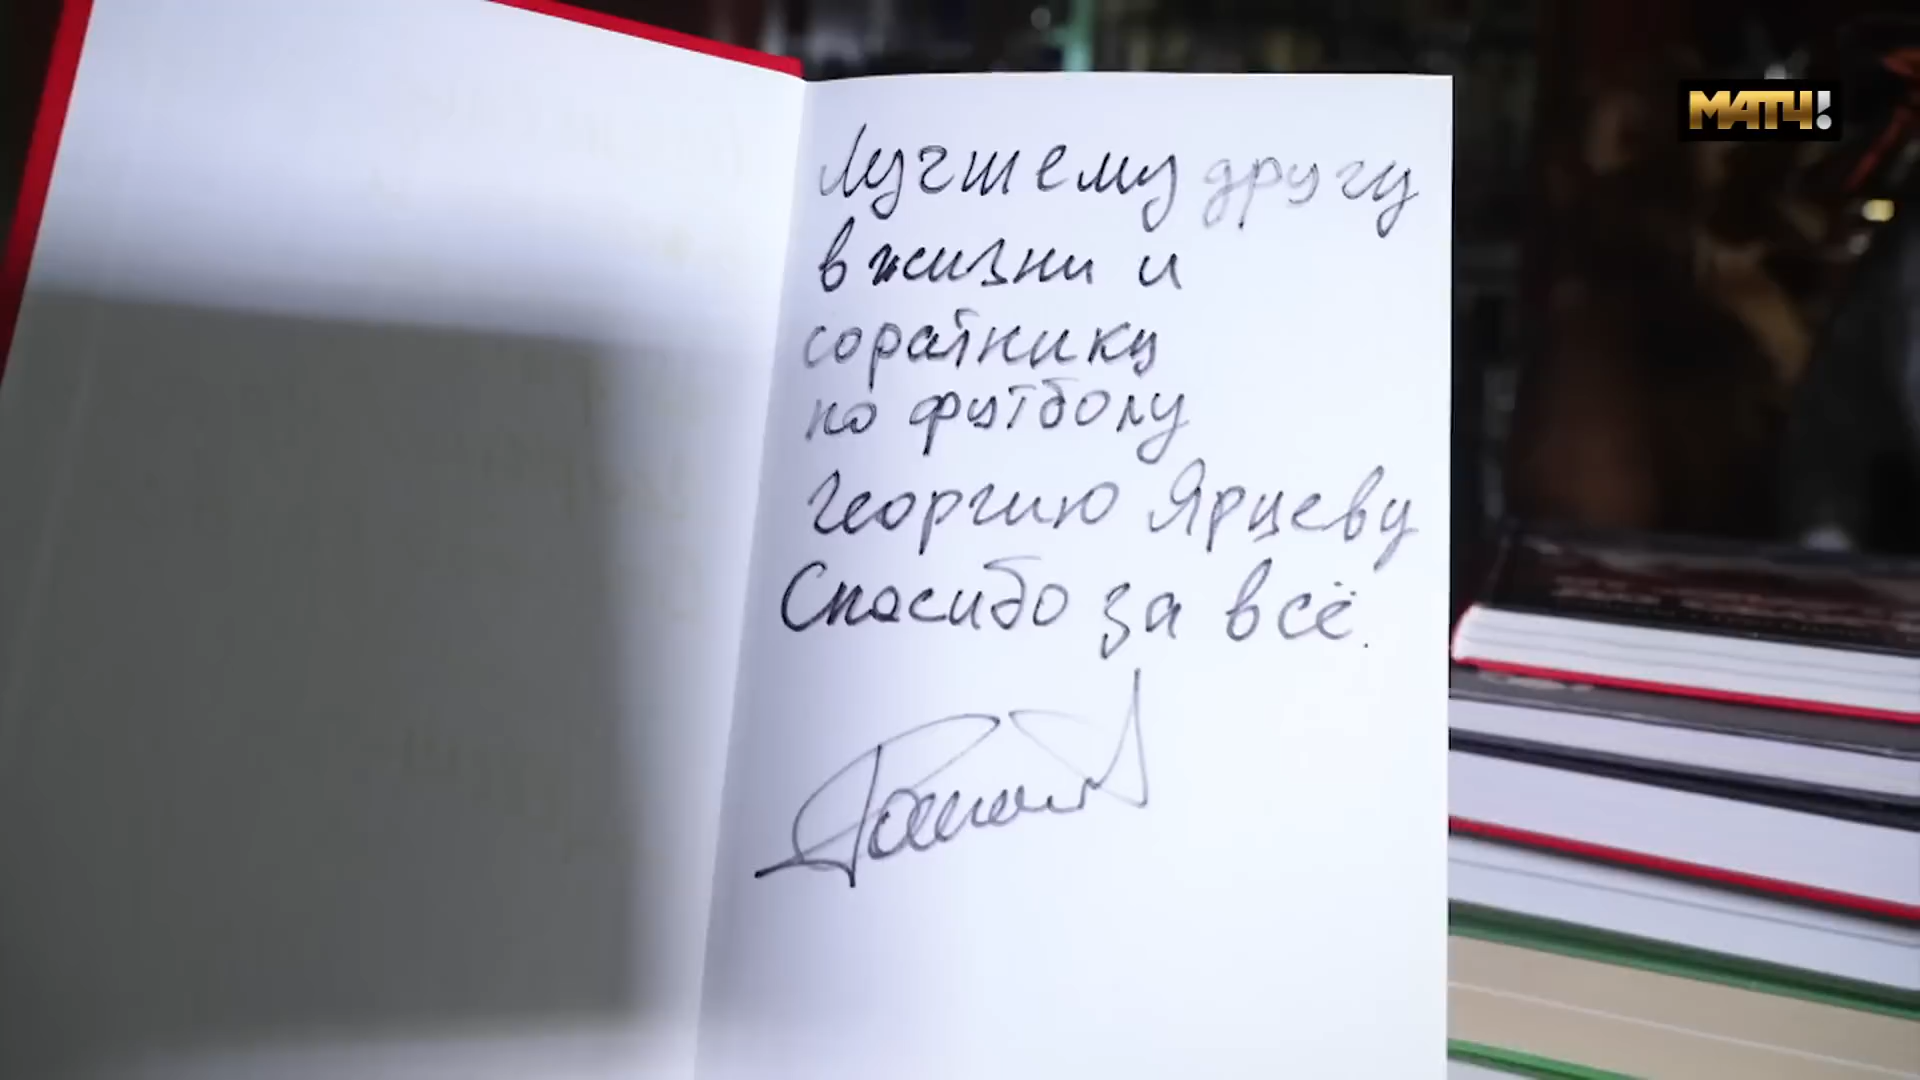 МАТЧ!
Лучшему другу
в жизни и
соратнику
по футболу
Георгию Ярцеву
Спасибо за всё.